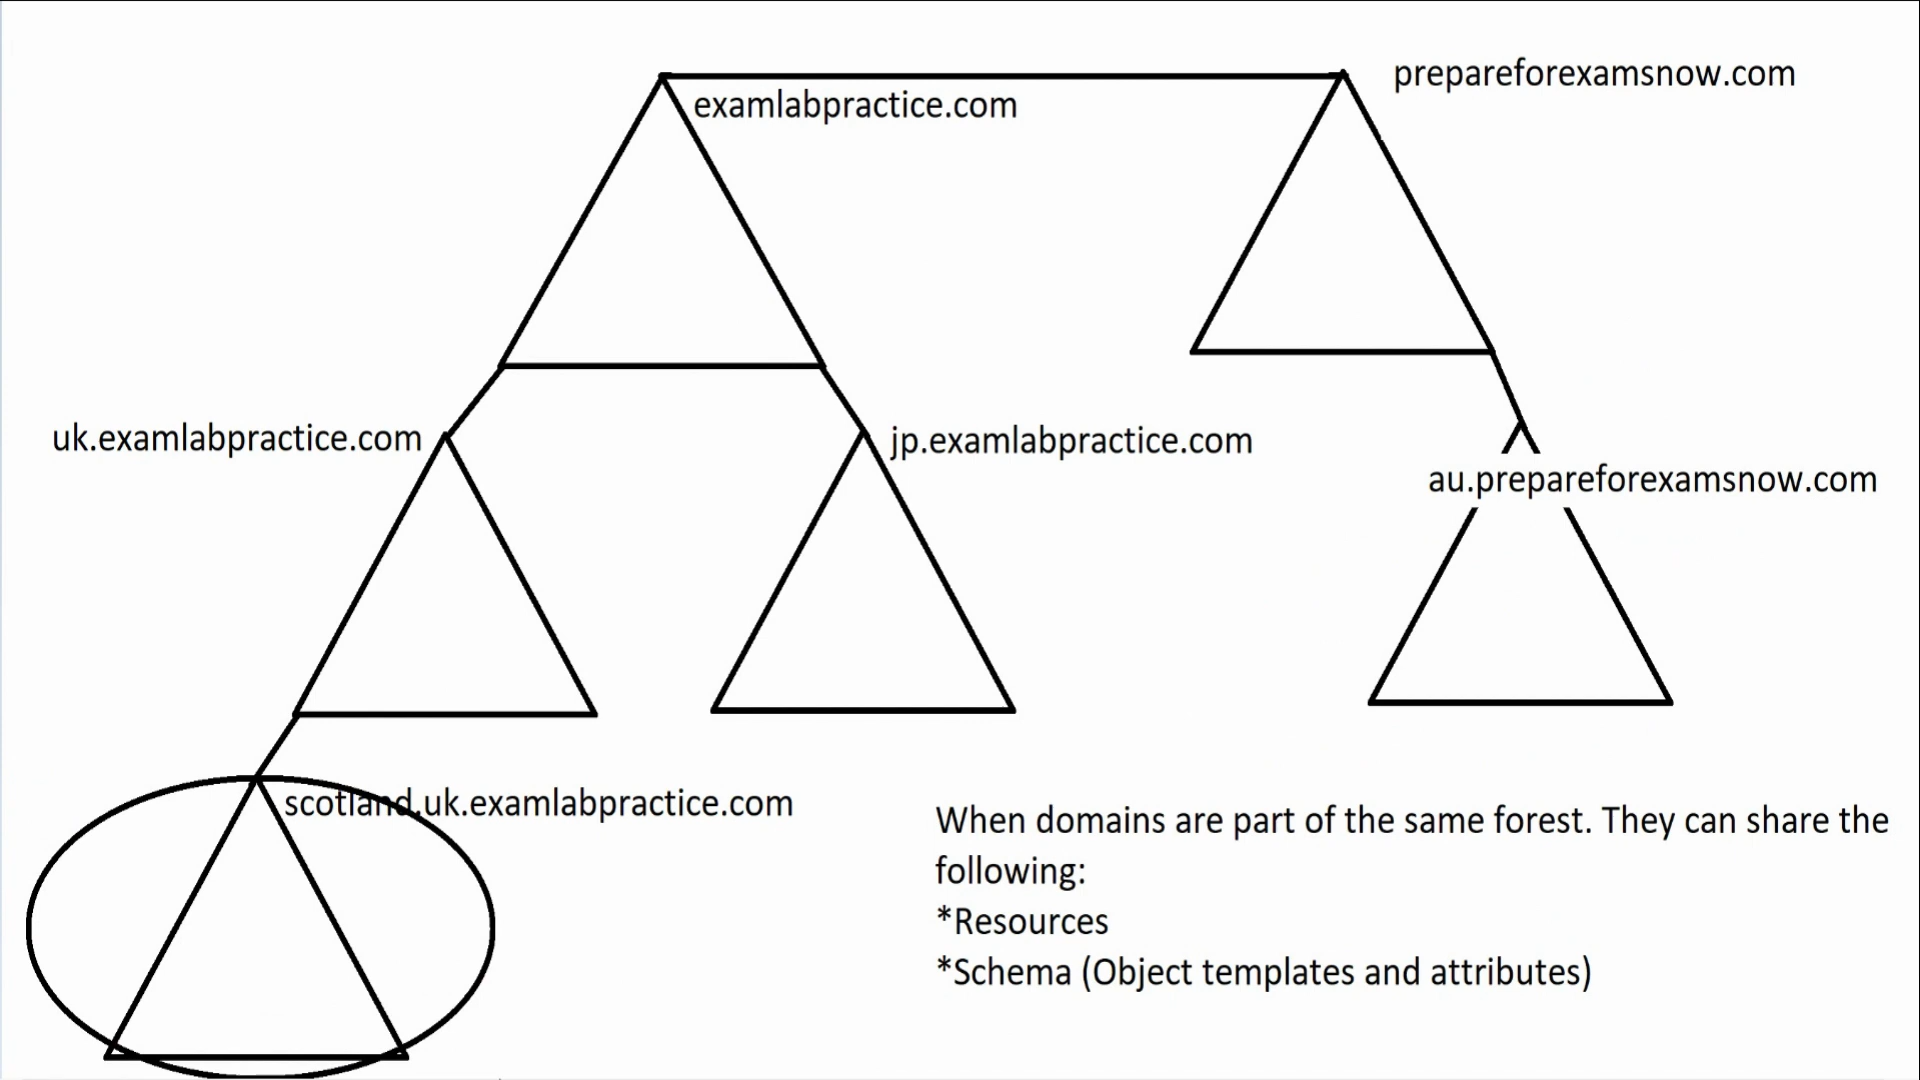 prepareforexamsnow.com
examlabpractice.com
uk.examlabpractice.com
jp.examlabpractice.com
au.prepareforexamsnow.com
scotland.uk.examlabpractice.com
When domains are part of the same forest. They can share the
following:
*Resources
*Schema (Object templates and attributes)